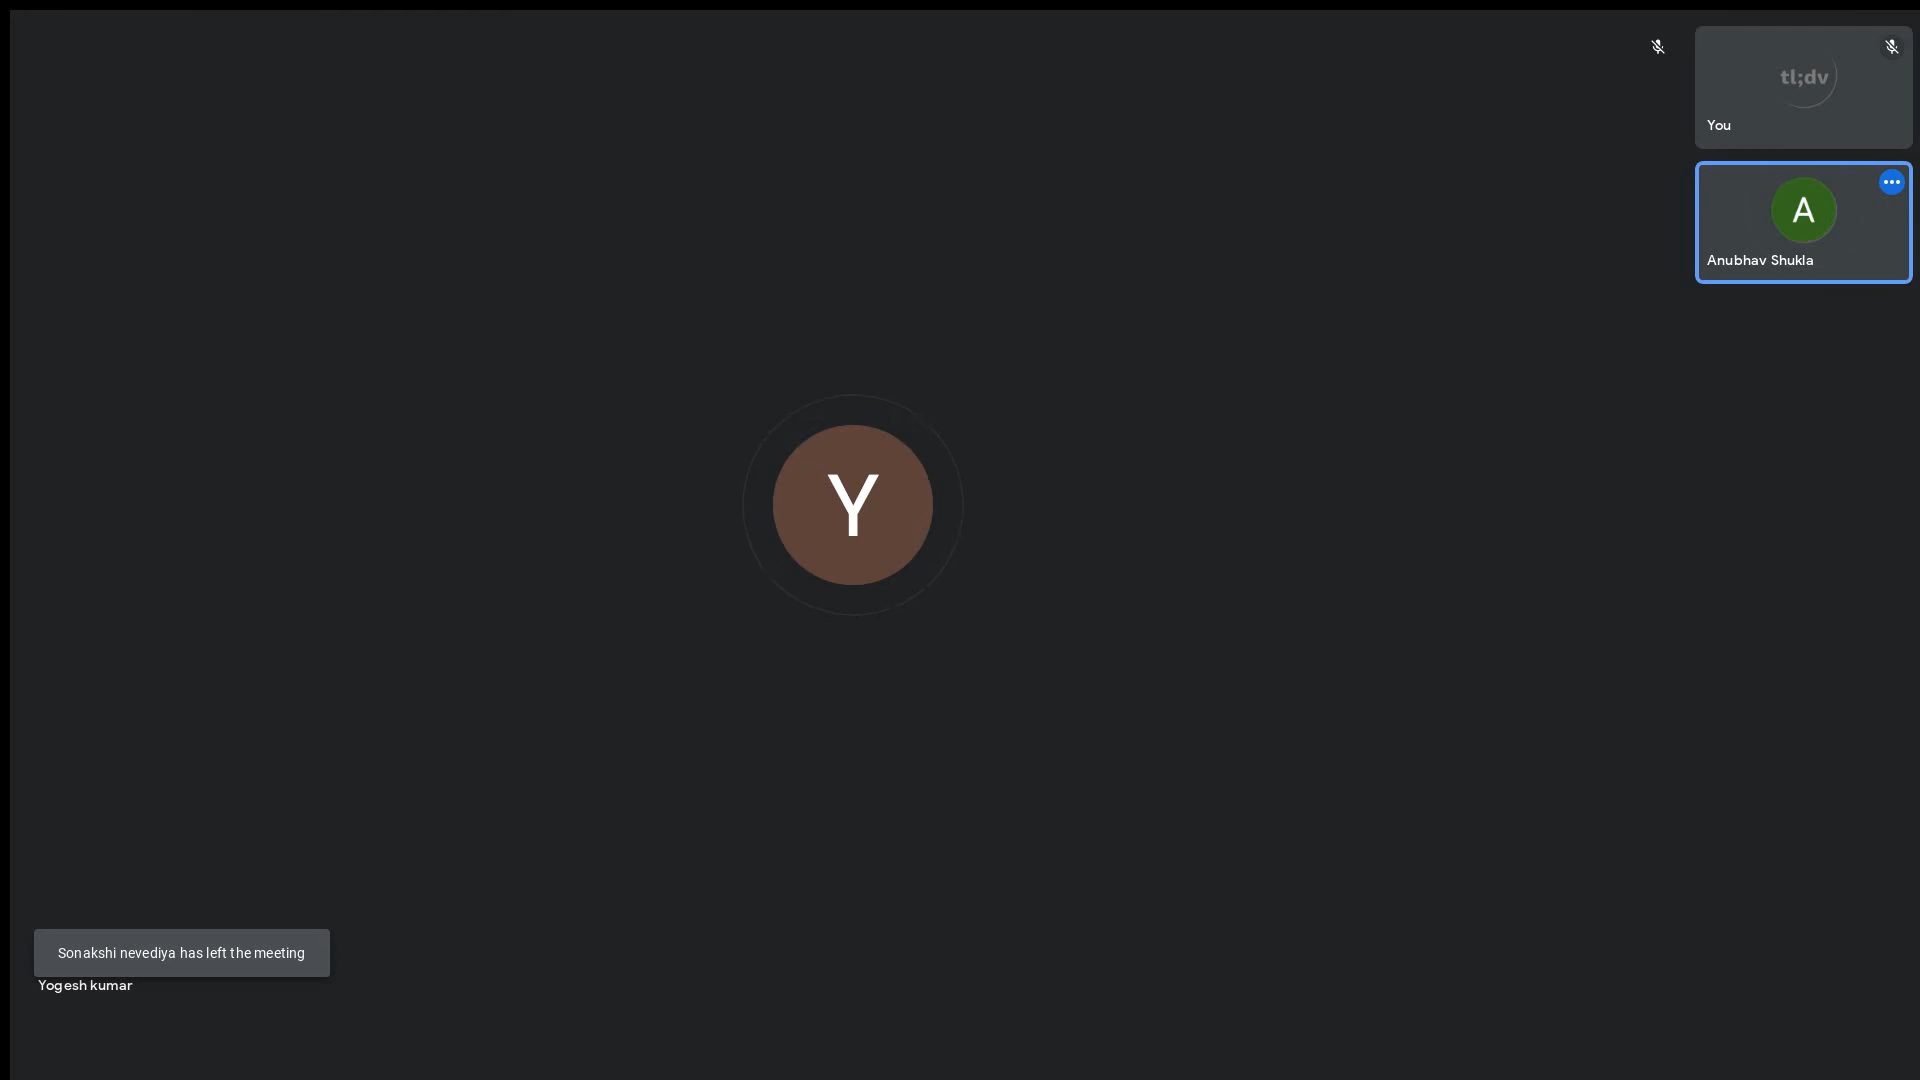 tl;dv
You
A
Anubhav Shukla
Y
Sonakshi nevediya has left the meeting
Yogesh kumar